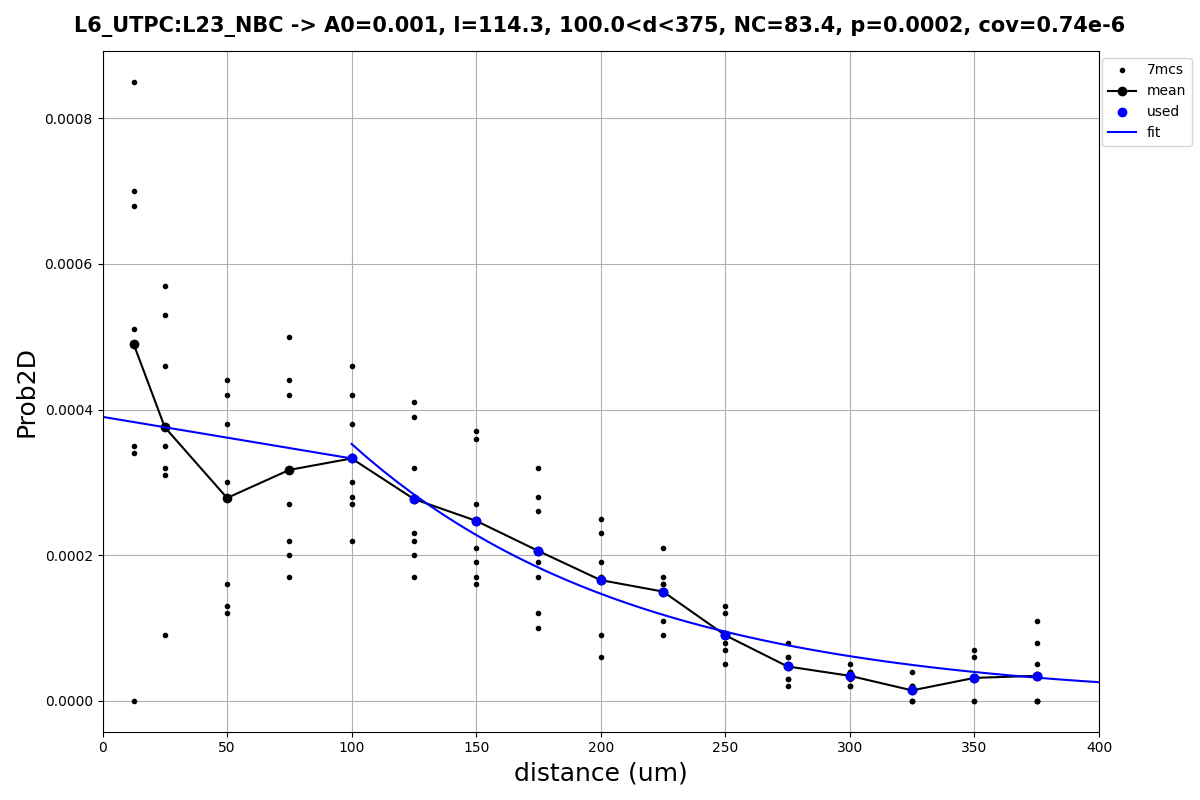 L6_UTPC:L23_NBC -> A0=0.001, l=114.3, 100.0<d<375, NC=83.4, p=0.0002, cov=0.74e-6
7mcs
mean
used
fit
Prob2D
0.0008
0.0006
0.0004
0.0002
0.0000
0 50 100 150 200 250 300 350 400
distance (um)